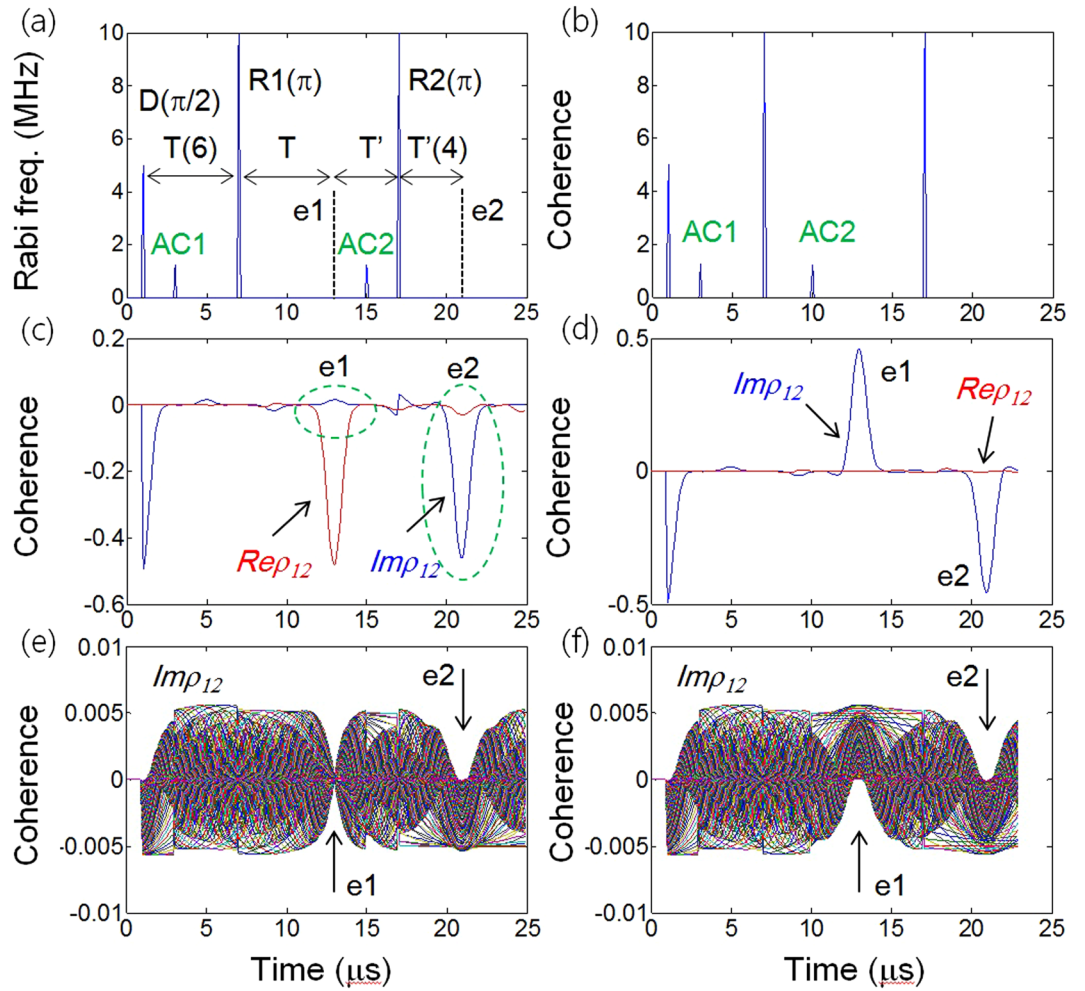 (a)
Rabi freq. (MHz)
10
8
6
4
2
0
D(π/2)
R1(π)
R2(π)
T(6)
T
T'
T'(4)
e1
e2
AC1
AC2
0 5 10 15 20 25
(b)
Coherence
10
8
6
4
2
0
AC1
AC2
0 5 10 15 20 25
(c)
Coherence
0.2
0
-0.2
-0.4
-0.6
e1
e2
Reρ12
Imρ12
0 5 10 15 20 25
(d)
Coherence
0.5
0
-0.5
e1
Imρ12
Reρ12
e2
0 5 10 15 20 25
(e)
Coherence
0.01
0.005
0
-0.005
-0.01
Imρ12
e2
e1
0 5 10 15 20 25
Time (μs)
(f)
Coherence
0.01
0.005
0
-0.005
-0.01
Imρ12
e2
e1
0 5 10 15 20 25
Time (μs)